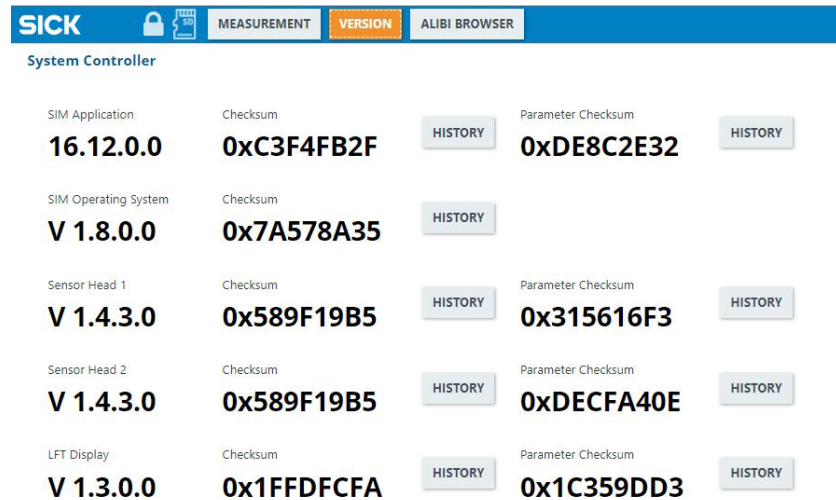 SICK SD MEASUREMENT VERSION ALIBI BROWSER
System Controller
SIM Application Checksum Parameter Checksum
16.12.0.0 0xC3F4FB2F HISTORY 0xDE8C2E32 HISTORY
SIM Operating System Checksum
V 1.8.0.0 0x7A578A35 HISTORY
Sensor Head 1 Checksum Parameter Checksum
V 1.4.3.0 0x589F19B5 HISTORY 0x315616F3 HISTORY
Sensor Head 2 Checksum Parameter Checksum
V 1.4.3.0 0x589F19B5 HISTORY 0xDECFA40E HISTORY
LFT Display Checksum Parameter Checksum
V 1.3.0.0 0x1FFDFCFA HISTORY 0x1C359DD3 HISTORY